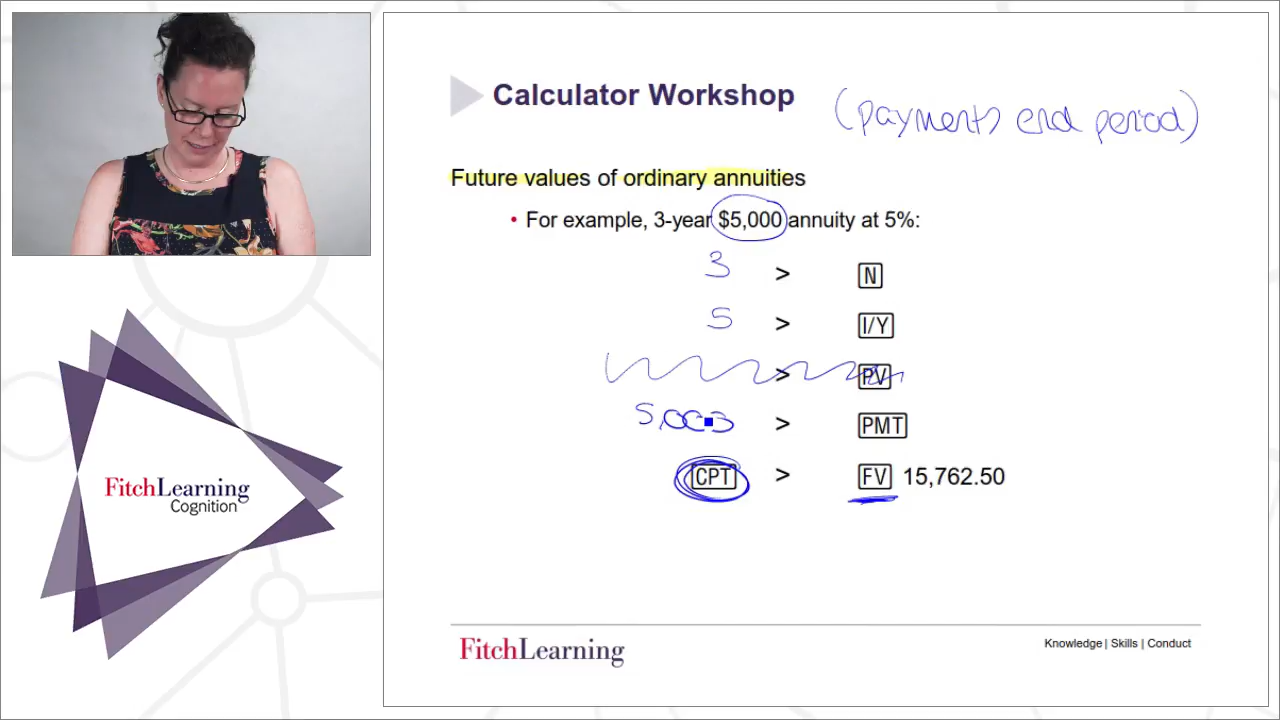 Calculator Workshop
(payments end period)
Future values of ordinary annuities
• For example, 3-year $5,000 annuity at 5%:
3 > N
5 > I/Y
> PV
5,000 > PMT
CPT > FV 15,762.50
FitchLearning
Cognition
FitchLearning
Knowledge | Skills | Conduct